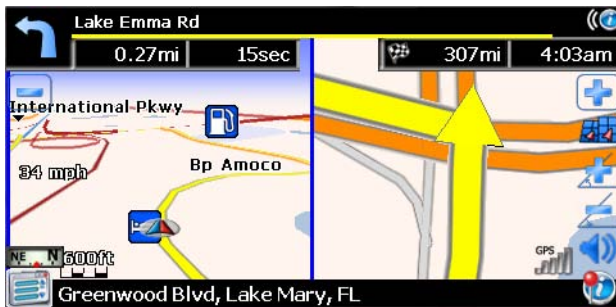 Lake Emma Rd
0.27mi 15sec 307mi 4:03am
International Pkwy
34 mph
Bp Amoco
NE N 600ft
GPS
Greenwood Blvd, Lake Mary, FL